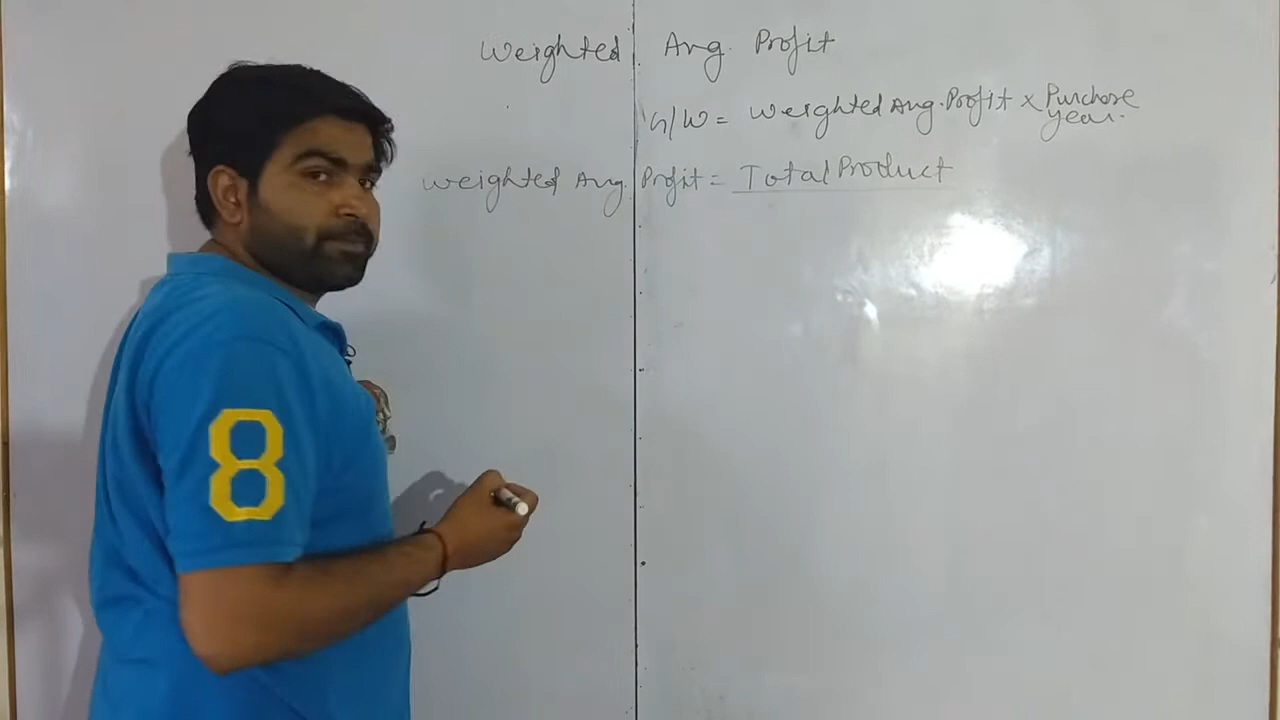 Weighted Avg. Profit
G/W = Weighted Avg. Profit × Purchase year.
Weighted Avg. Profit = Total Product
8